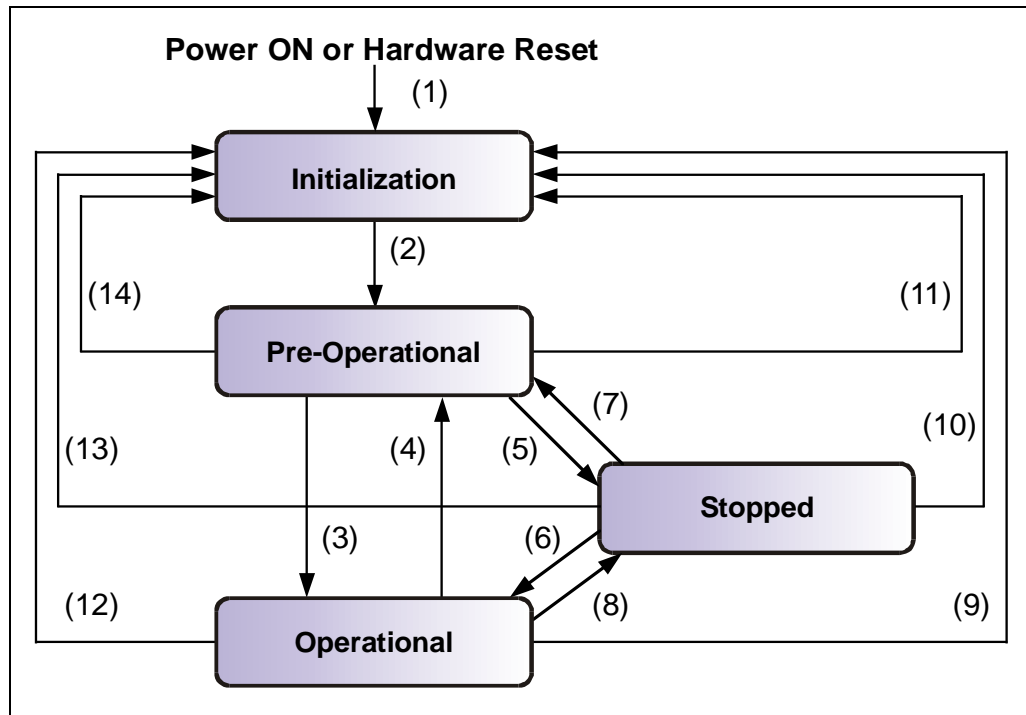 Power ON or Hardware Reset
(1)
Initialization
(2)
(14)
(11)
Pre-Operational
(7)
(13)
(4)
(5)
(10)
Stopped
(3)
(6)
(12)
(8)
(9)
Operational